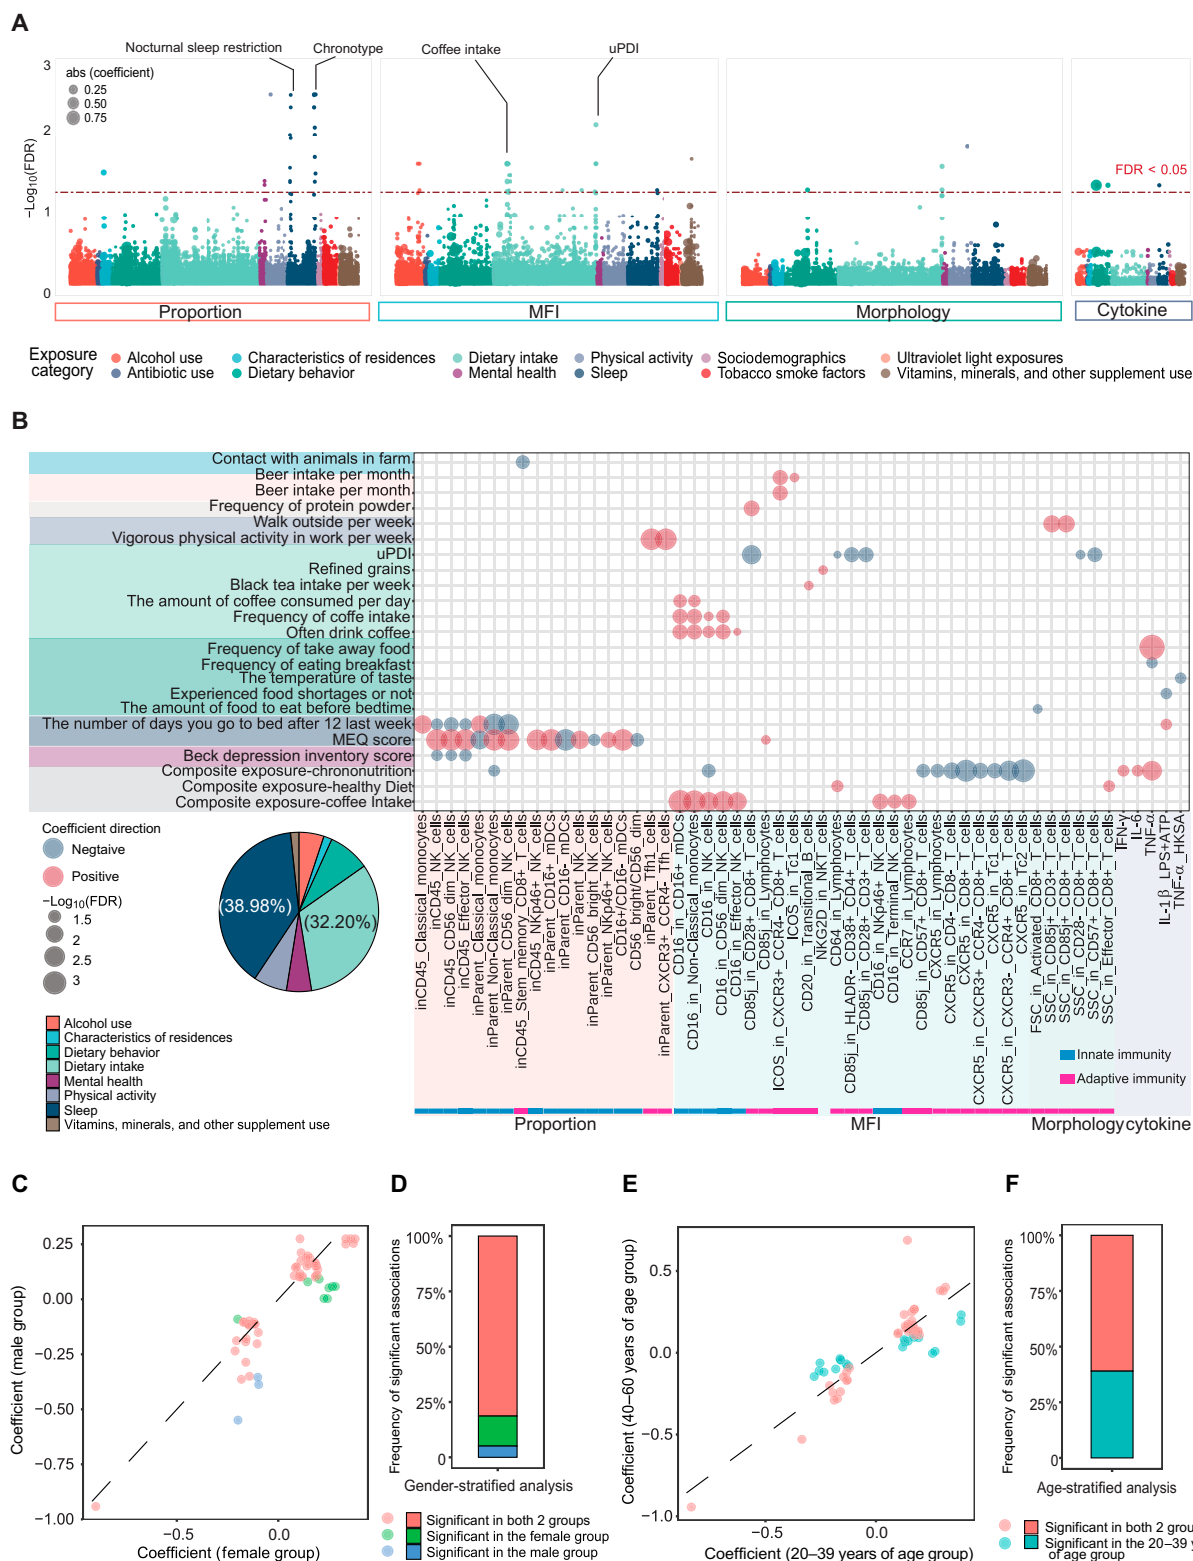 A
Nocturnal sleep restriction
Chronotype
Coffee intake
uPDI
3
2
1
0
−Log10(FDR)
abs (coefficient)
0.25
0.50
0.75
FDR < 0.05
Proportion
MFI
Morphology
Cytokine
Exposure category
Alcohol use
Characteristics of residences
Dietary intake
Physical activity
Sociodemographics
Ultraviolet light exposures
Antibiotic use
Dietary behavior
Mental health
Sleep
Tobacco smoke factors
Vitamins, minerals, and other supplement use
B
Contact with animals in farm
Beer intake per month
Beer intake per month
Frequency of protein powder
Walk outside per week
Vigorous physical activity in work per week
uPDI
Refined grains
Black tea intake per week
The amount of coffee consumed per day
Frequency of coffe intake
Often drink coffee
Frequency of take away food
Frequency of eating breakfast
The temperature of taste
Experienced food shortages or not
The amount of food to eat before bedtime
The number of days you go to bed after 12 last week
MEQ score
Beck depression inventory score
Composite exposure-chrononutrition
Composite exposure-healthy Diet
Composite exposure-coffee Intake
Coefficient direction
Negtaive
Positive
−Log10(FDR)
1.5
2
2.5
3
(38.98%)
(32.20%)
Alcohol use
Characteristics of residences
Dietary behavior
Dietary intake
Mental health
Physical activity
Sleep
Vitamins, minerals, and other supplement use
inCD45_Classical_monocytes
inCD45_NK_cells
inCD45_CD56_dim_NK_cells
inCD45_Effector_NK_cells
inParent_Classical_monocytes
inParent_Non-Classical_monocytes
inParent_CD56_dim_NK_cells
inCD45_Stem_memory_CD8+_T_cells
inCD45_NKp46+_NK_cells
inParent_CD16+_mDCs
inParent_CD16-_mDCs
inParent_NK_cells
inParent_CD56_bright_NK_cells
inParent_NKp46+_NK_cells
CD16+/CD16-_mDCs
CD56_bright/CD56_dim
inParent_Tfh1_cells
inParent_CXCR3+_CCR4-_Tfh_cells
CD16_in_CD16+_mDCs
CD16_in_Non-Classical_monocytes
CD16_in_NK_cells
CD16_in_CD56_dim_NK_cells
CD16_in_Effector_NK_cells
CD85j_in_CD28+_CD8+_T_cells
CD85j_in_Lymphocytes
ICOS_in_CXCR3+_CCR4-_CD8+_T_cells
ICOS_in_Tc1_cells
CD20_in_Transitional_B_cells
NKG2D_in_NKT_cells
CD64_in_Lymphocytes
CD85j_in_HLADR-_CD38+_CD4+_T_cells
CD85j_in_CD28+_CD3+_T_cells
CD16_in_NKp46+_NK_cells
CD16_in_Terminal_NK_cells
CCR7_in_Lymphocytes
CD85j_in_CD57+_CD8+_T_cells
CXCR5_in_Lymphocytes
CXCR5_in_CD4-_CD8-_T_cells
CXCR5_in_CD8+_T_cells
CXCR5_in_CXCR3+_CCR4-_CD8+_T_cells
CXCR5_in_Tc1_cells
CXCR5_in_CXCR3-_CCR4+_CD8+_T_cells
CXCR5_in_Tc2_cells
FSC_in_Activated_CD8+_T_cells
SSC_in_CD85j+_CD3+_T_cells
SSC_in_CD85j+_CD8+_T_cells
SSC_in_CD28-_CD8+_T_cells
SSC_in_CD57+_CD8+_T_cells
SSC_in_Effector_CD8+_T_cells
IFN-γ
IL-6
TNF-α
IL-1β_LPS+ATP
TNF-α_HKSA
Innate immunity
Adaptive immunity
Proportion
MFI
Morphology
cytokine
C
0.25
0.00
−0.25
−0.50
−0.75
−1.00
Coefficient (male group)
−0.5
0.0
Coefficient (female group)
D
100%
75%
50%
25%
0
Frequency of significant associations
Gender-stratified analysis
Significant in both 2 groups
Significant in the female group
Significant in the male group
E
0.5
0.0
−0.5
−1.0
Coefficient (40–60 years of age group)
−0.5
0.0
Coefficient (20–39 years of age group)
F
100%
75%
50%
25%
0
Frequency of significant associations
Age-stratified analysis
Significant in both 2 grou
Significant in the 20–39 y
of age group